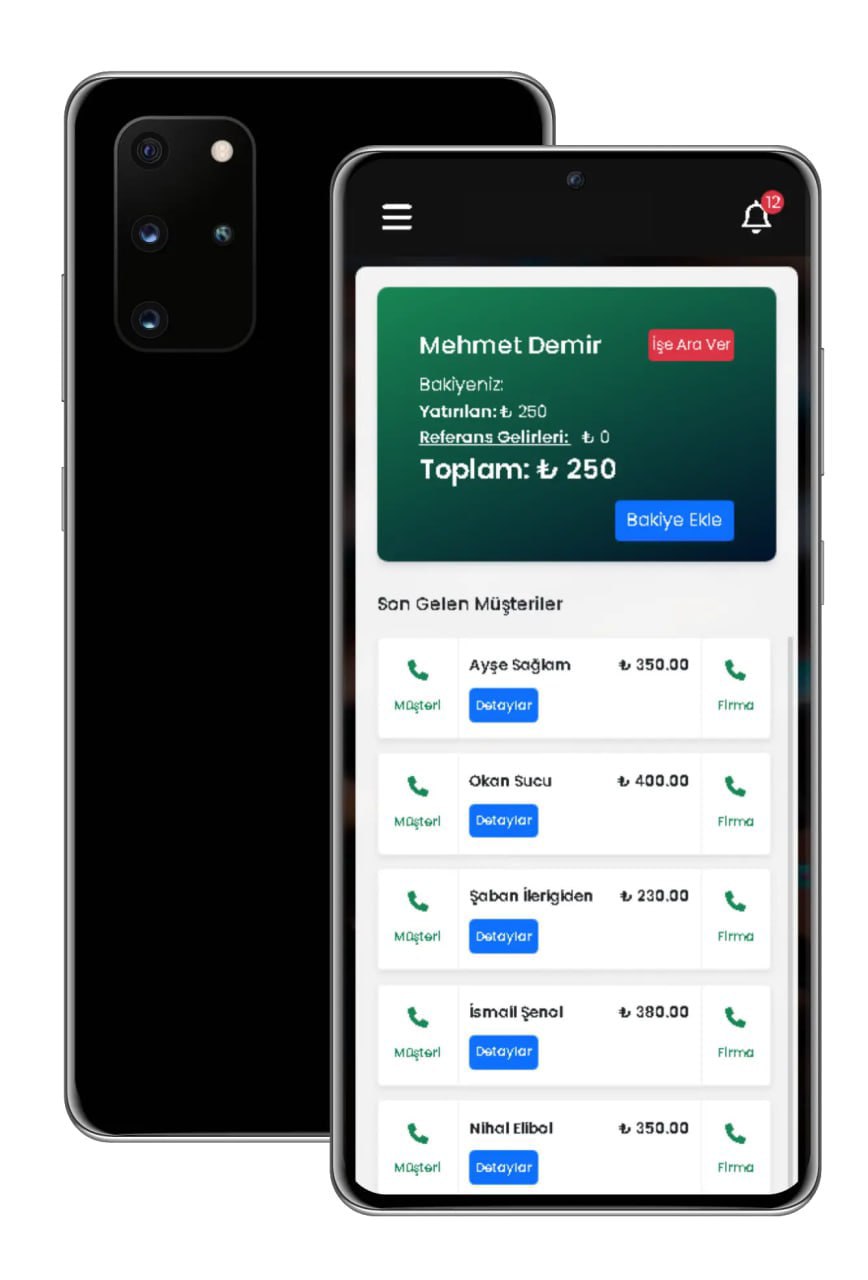 12
Mehmet Demir
İşe Ara Ver
Bakiyeniz:
Yatırılan: ₺ 250
Referans Gelirleri: ₺ 0
Toplam: ₺ 250
Bakiye Ekle
Son Gelen Müşteriler
Ayşe Sağlam ₺ 350.00
Müşteri Detaylar Firma
Okan Sucu ₺ 400.00
Müşteri Detaylar Firma
Şaban İlerigiden ₺ 230.00
Müşteri Detaylar Firma
İsmail Şenol ₺ 380.00
Müşteri Detaylar Firma
Nihal Elibol ₺ 350.00
Müşteri Detaylar Firma